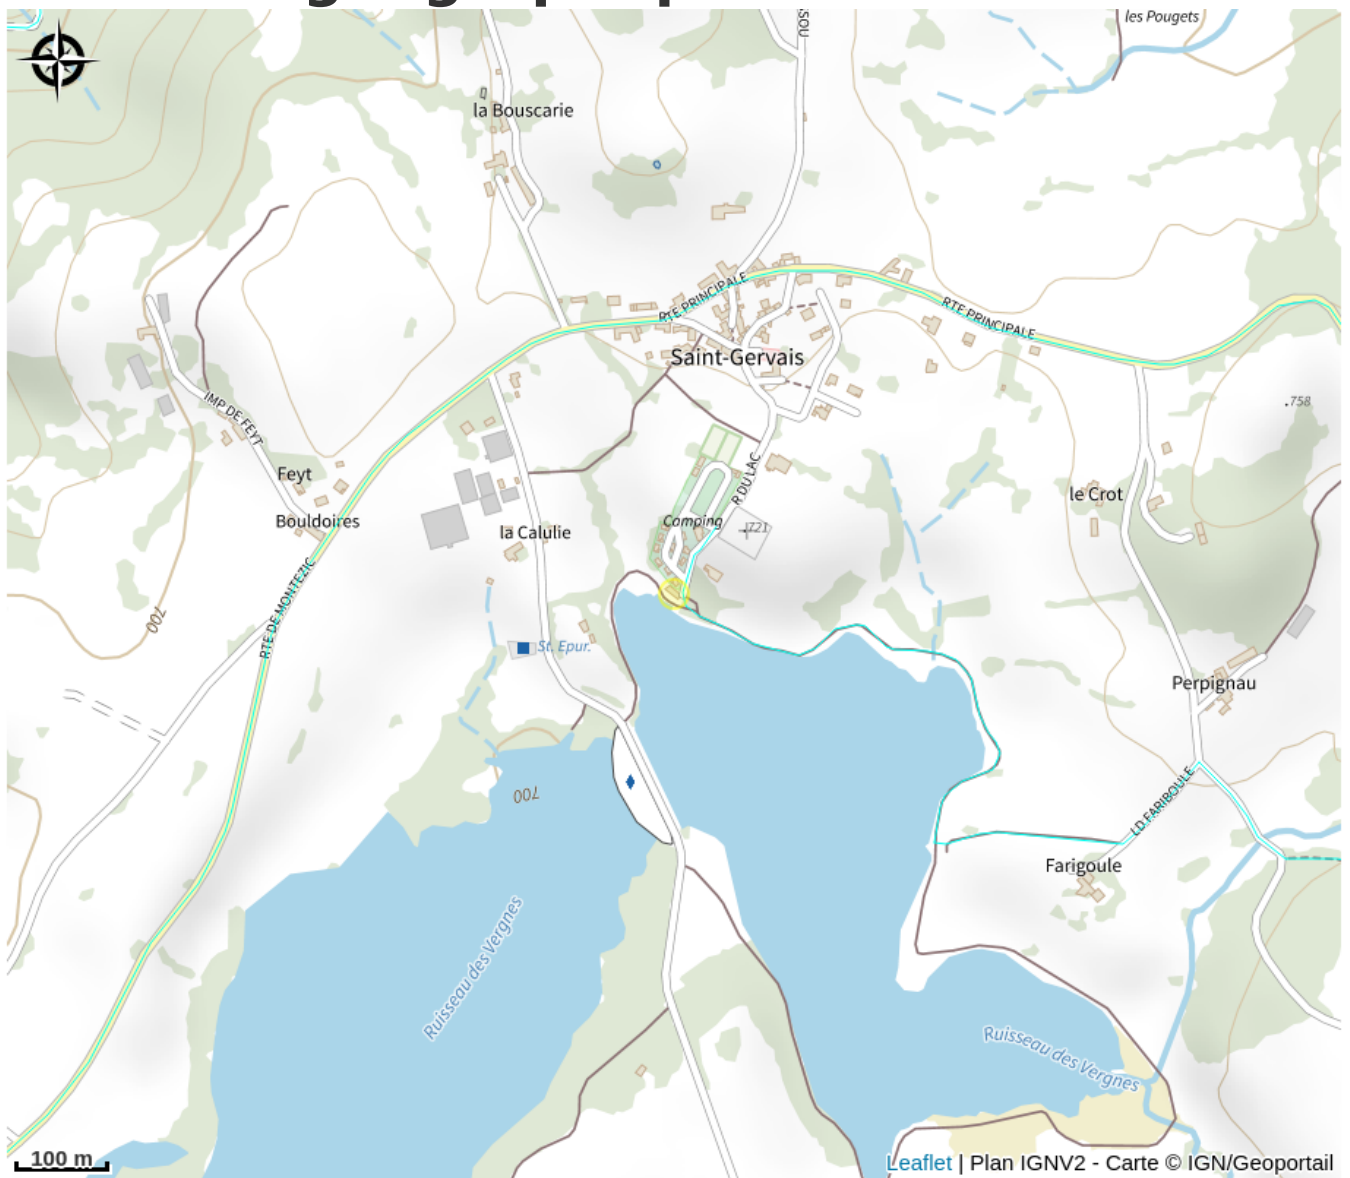 les Pougets
la Bouscarie
RTE PRINCIPALE
RTE PRINCIPALE
Saint-Gervais
758
IMP DE FEYT
Feyt
R DU LAC
le Crot
Bouldoires
Camping
721
la Calulie
RTE DE MONTEZIC
700
St. Epur.
Perpignau
700
LD FARIBOULE
Farigoule
Ruisseau des Vergnes
Ruisseau des Vergnes
100 m
Leaflet | Plan IGNV2 - Carte © IGN/Geoportail